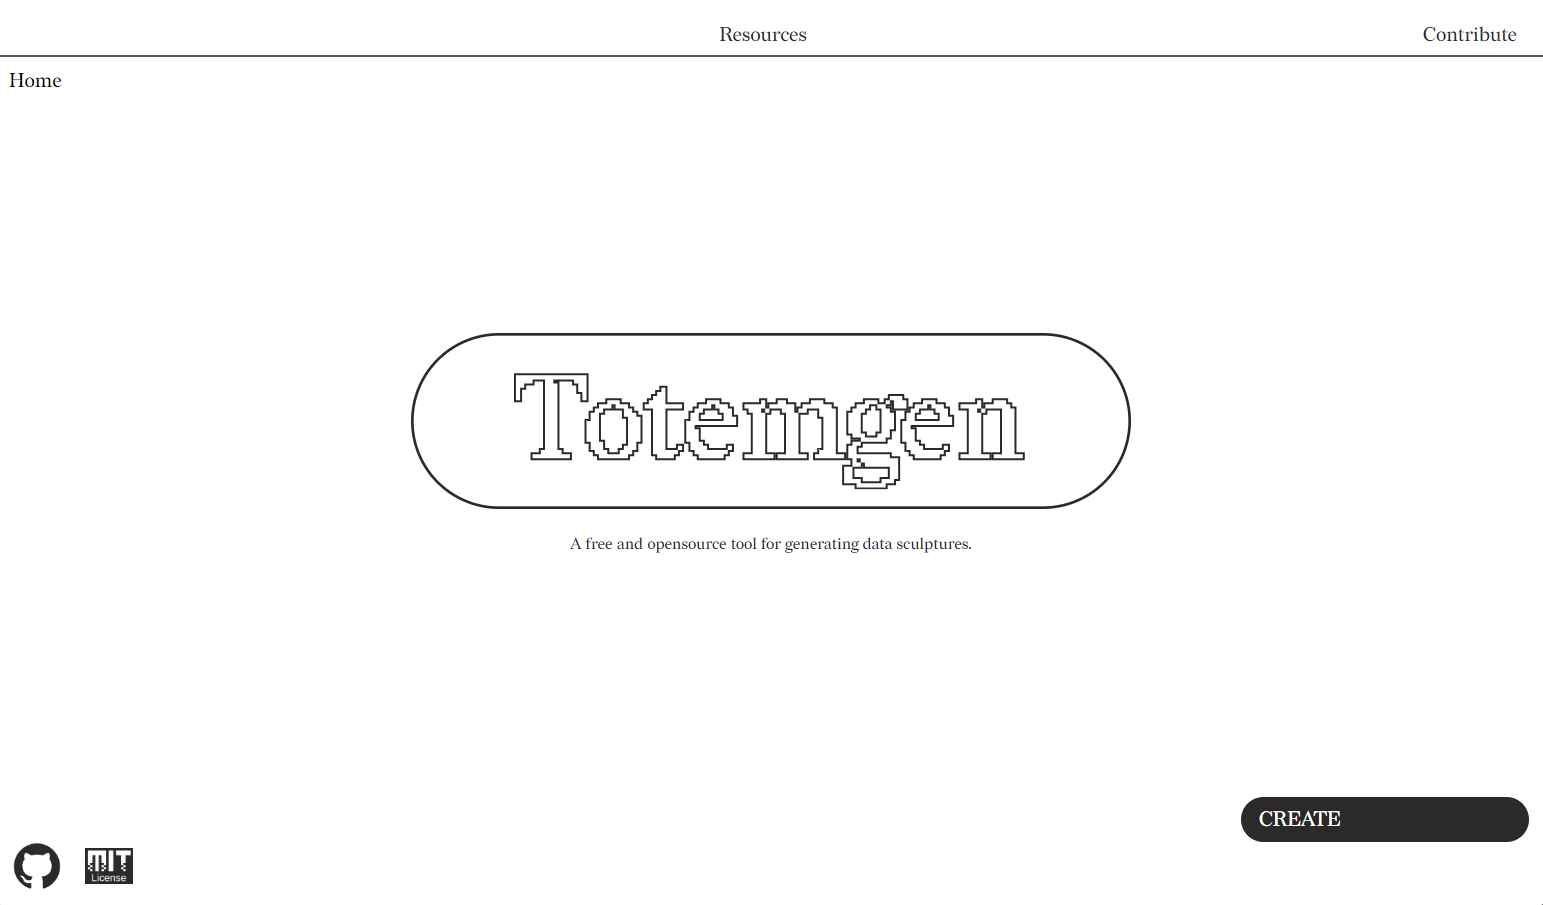 Resources
Contribute
Home
Totemgen
A free and opensource tool for generating data sculptures.
CREATE
MIT
License